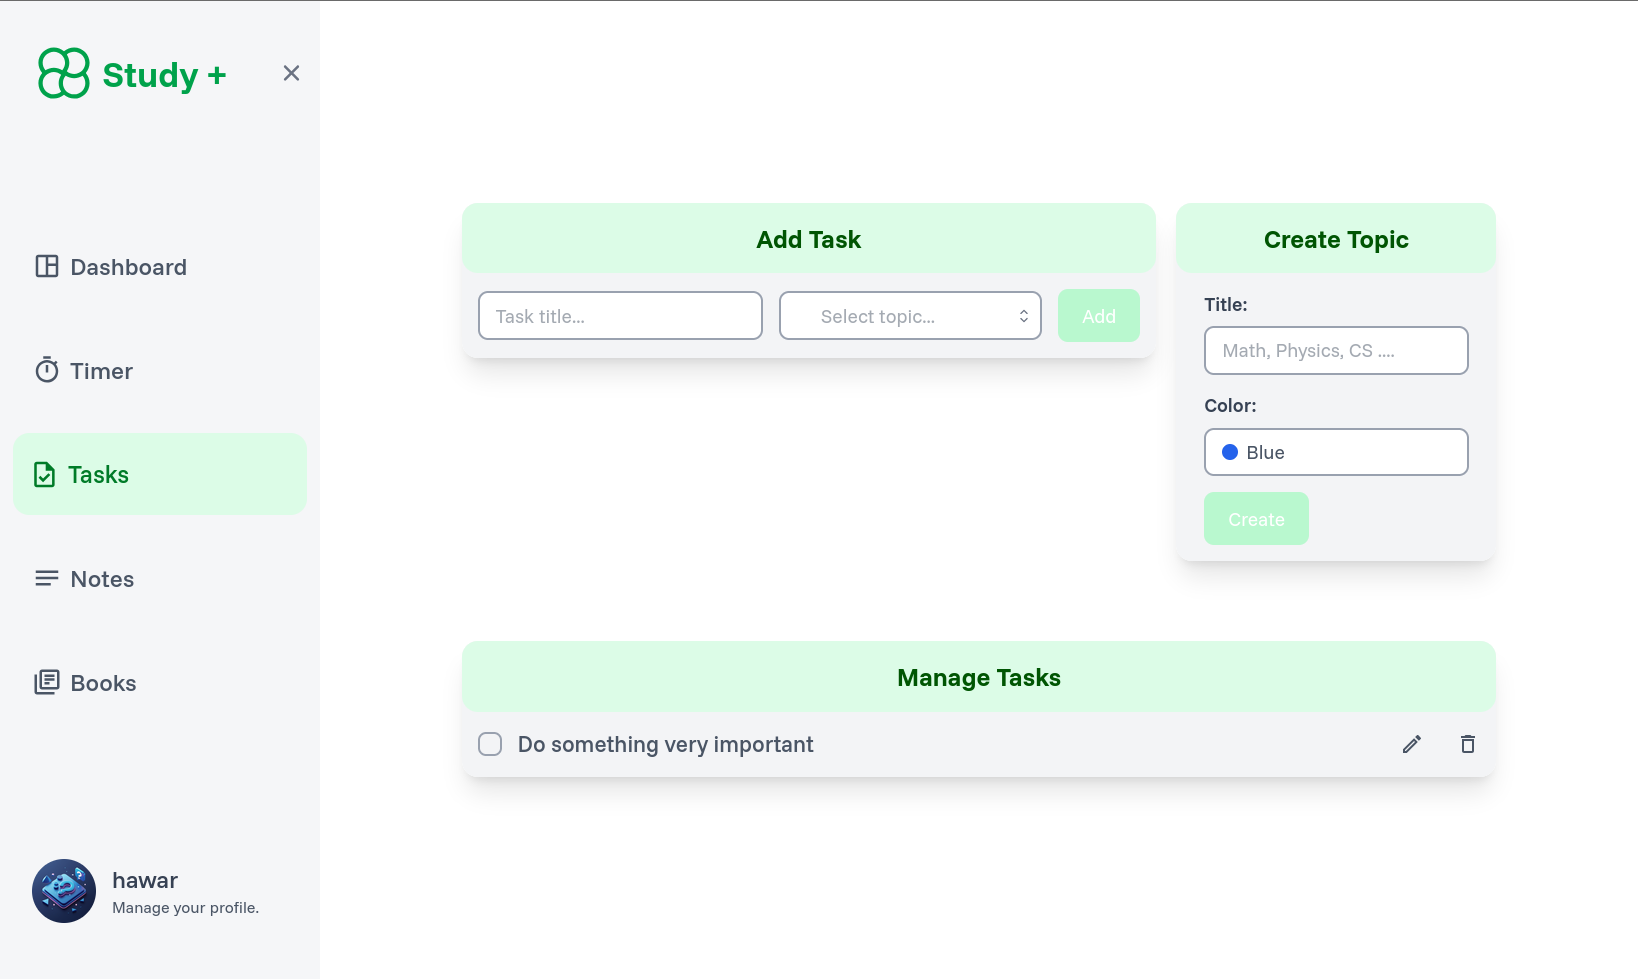 Study +
Dashboard
Timer
Tasks
Notes
Books
hawar
Manage your profile.
Add Task
Task title...
Select topic...
Add
Create Topic
Title:
Math, Physics, CS ....
Color:
Blue
Create
Manage Tasks
Do something very important